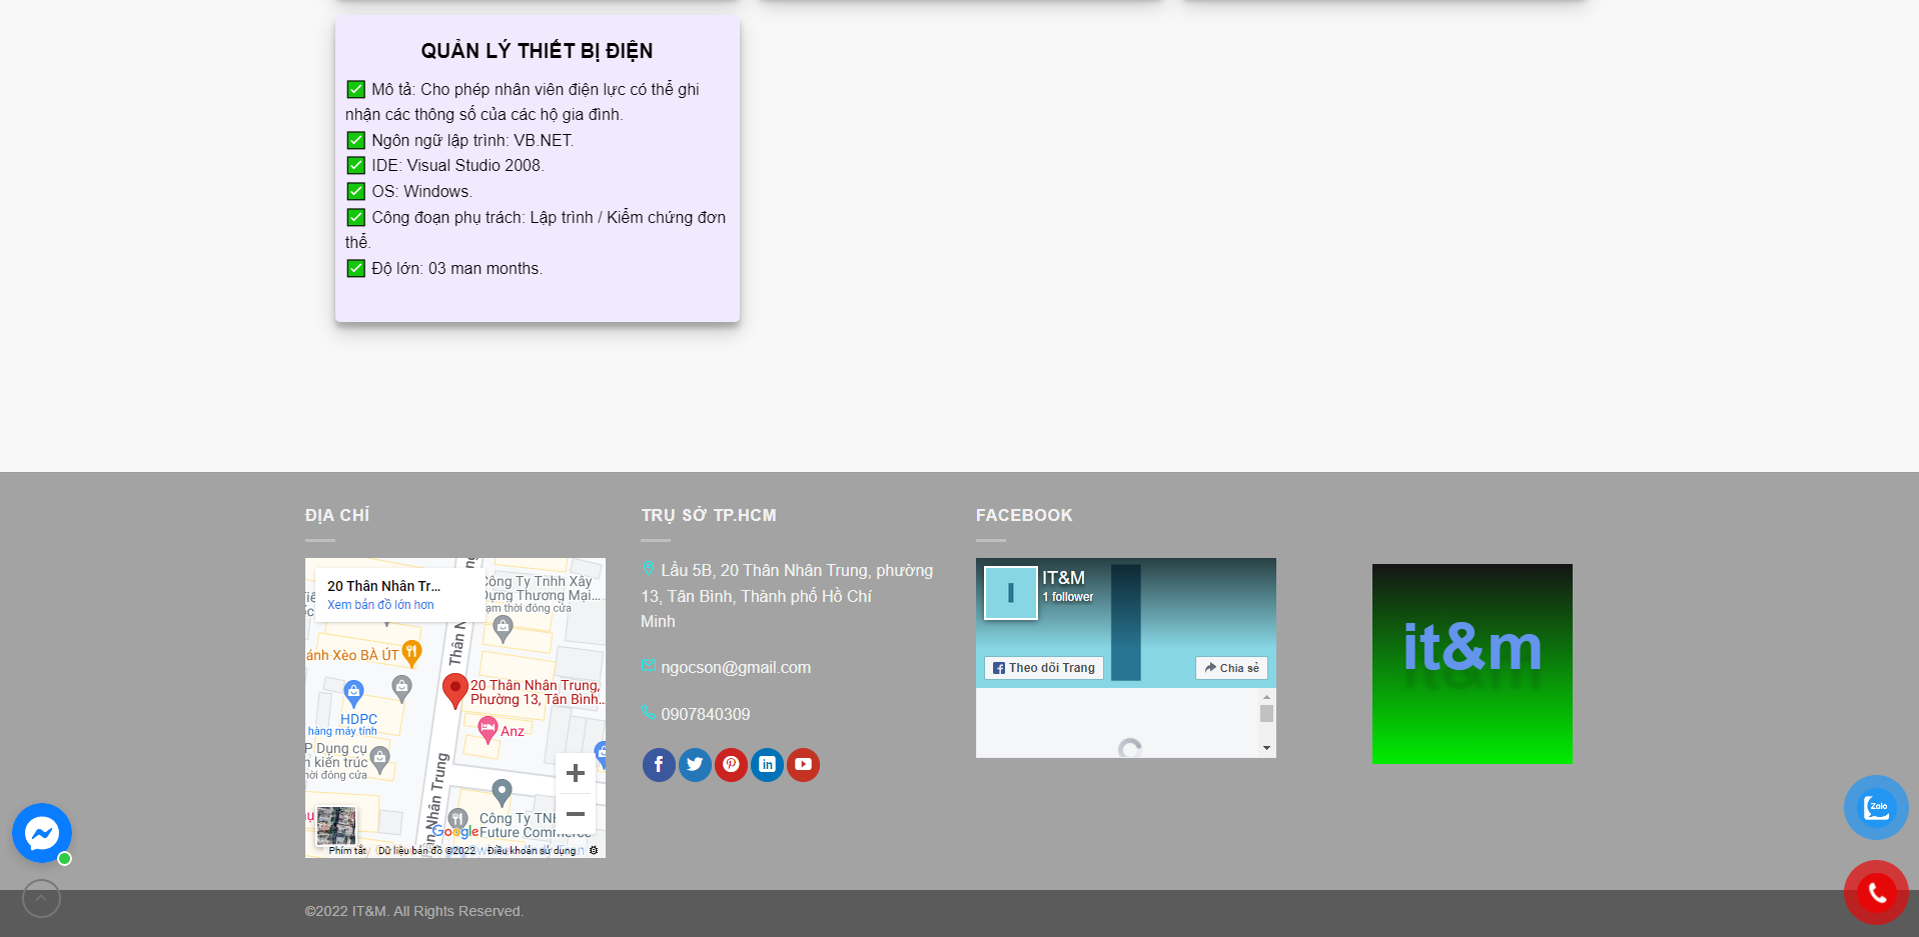 QUẢN LÝ THIẾT BỊ ĐIỆN
✅ Mô tả: Cho phép nhân viên điện lực có thể ghi
nhận các thông số của các hộ gia đình.
✅ Ngôn ngữ lập trình: VB.NET.
✅ IDE: Visual Studio 2008.
✅ OS: Windows.
✅ Công đoạn phụ trách: Lập trình / Kiểm chứng đơn
thể.
✅ Độ lớn: 03 man months.
ĐỊA CHỈ
20 Thân Nhân Tr...
Xem bản đồ lớn hơn
Công Ty Tnhh Xây
Dựng Thương Mại...
ạm thời đóng cửa
Thân N
ánh Xèo BÀ ÚT
20 Thân Nhân Trung,
Phường 13, Tân Bình...
HDPC
hàng máy tính
Anz
P Dụng cụ
n kiến trúc
hời đóng cửa
ân Nhân Trung
Công Ty TNH
Future Commerce
Google
Phím tắt
Dữ liệu bản đồ ©2022
Điều khoản sử dụng
TRỤ SỞ TP.HCM
Lầu 5B, 20 Thân Nhân Trung, phường
13, Tân Bình, Thành phố Hồ Chí
Minh
ngocson@gmail.com
0907840309
FACEBOOK
I
IT&M
1 follower
Theo dõi Trang
Chia sẻ
it&m
Zalo
©2022 IT&M. All Rights Reserved.